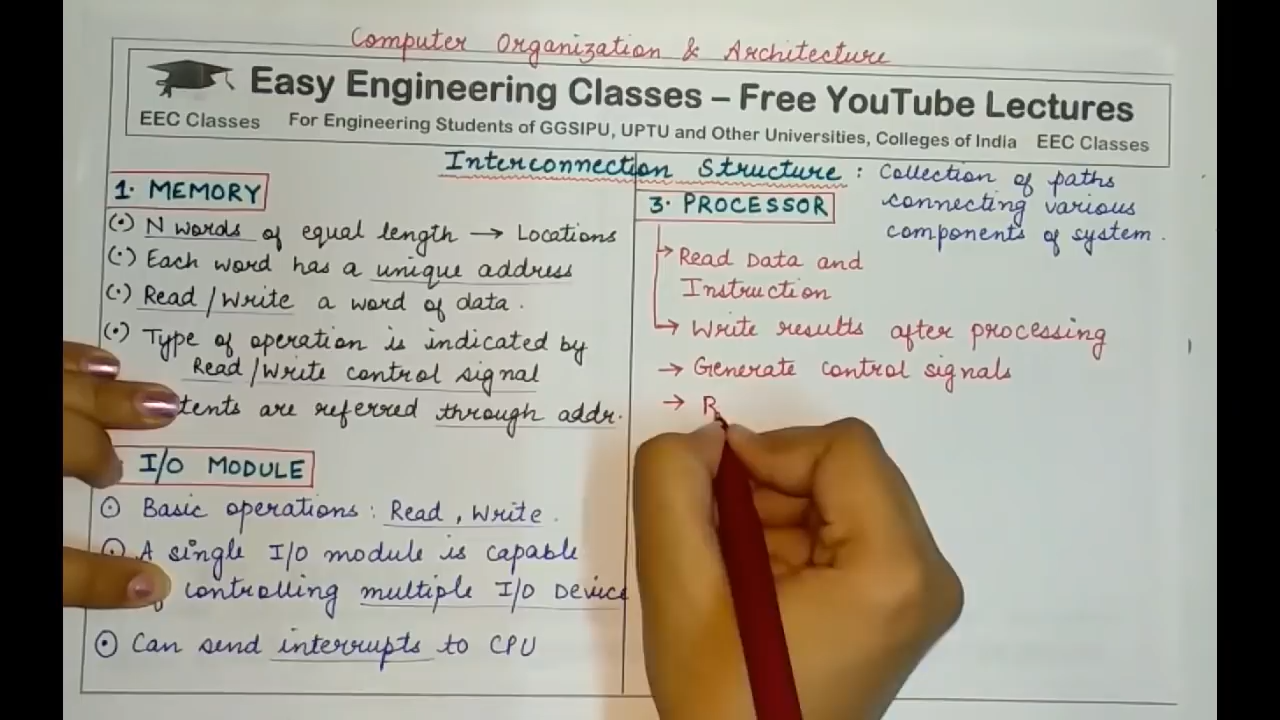 Computer Organization & Architecture
Easy Engineering Classes – Free YouTube Lectures
EEC Classes For Engineering Students of GGSIPU, UPTU and Other Universities, Colleges of India EEC Classes
Interconnection Structure : Collection of paths
connecting various
components of system.
1. MEMORY
(•) N words of equal length → Locations
(•) Each word has a unique address
(•) Read/Write a word of data.
(•) Type of operation is indicated by
Read/Write control signal
tents are referred through addr.
I/O MODULE
⊙ Basic operations : Read, Write.
⊙ A single I/O module is capable
controlling multiple I/O Device
⊙ Can send interrupts to CPU
3. PROCESSOR
→ Read Data and
Instruction
→ Write results after processing
→ Generate control signals
→ R